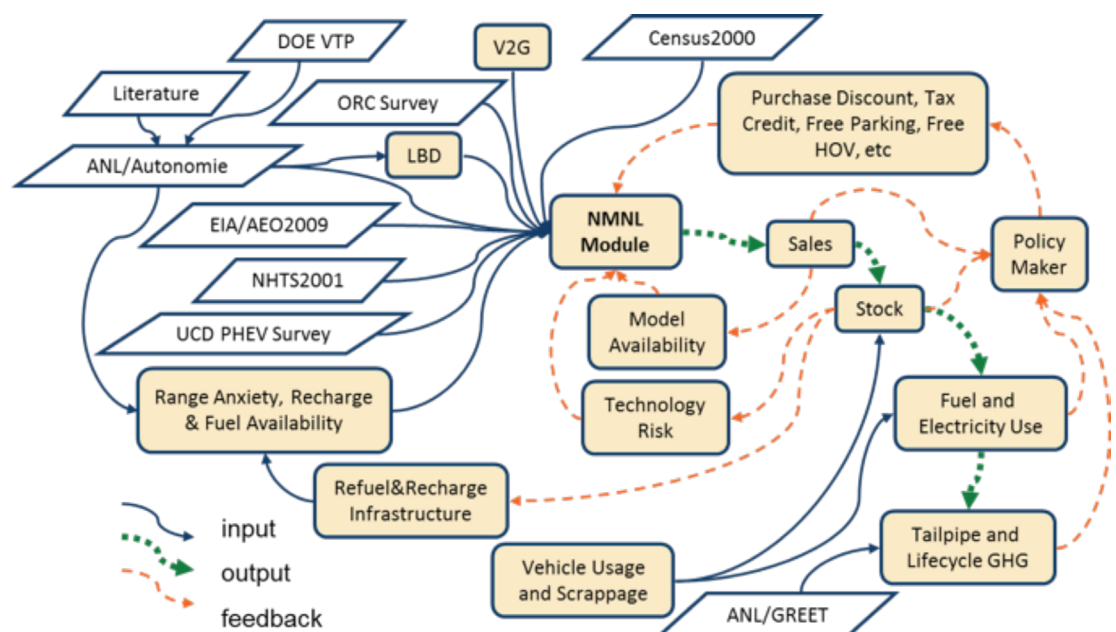 DOE VTP
V2G
Census2000
Literature
ORC Survey
Purchase Discount, Tax
Credit, Free Parking, Free
HOV, etc
ANL/Autonomie
LBD
EIA/AEO2009
NMNL
Module
Sales
Policy
Maker
NHTS2001
Stock
UCD PHEV Survey
Model
Availability
Range Anxiety, Recharge
& Fuel Availability
Technology
Risk
Fuel and
Electricity Use
Refuel&Recharge
Infrastructure
input
output
feedback
Vehicle Usage
and Scrappage
Tailpipe and
Lifecycle GHG
ANL/GREET